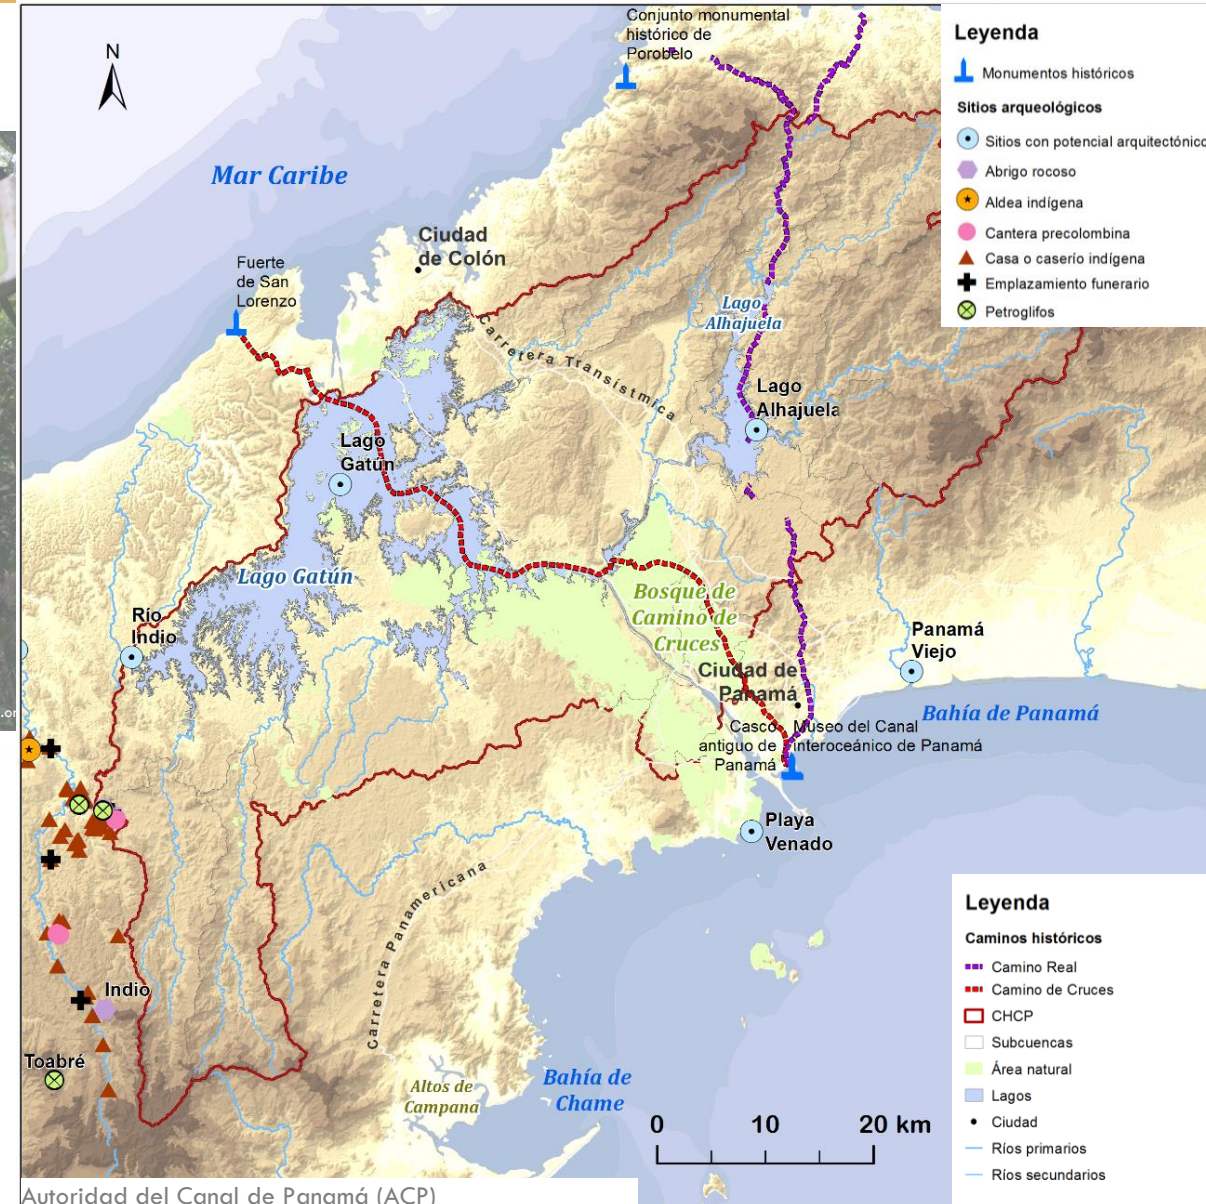 Conjunto monumental
histórico de
Porobelo
N
Mar Caribe
Ciudad
de Colón
Fuerte
de San
Lorenzo
Lago
Alhajuela
Carretera Transístmica
Lago
Alhajuela
Lago
Gatún
Lago Gatún
Bosque de
Camino de
Cruces
Río
Indio
Panamá
Viejo
Ciudad de
Panamá
Bahía de Panamá
Casco
antiguo de
Panamá
Museo del Canal
interoceánico de Panamá
Playa
Venado
Carretera Panamericana
Indio
Toabré
Altos de
Campana
Bahía de
Chame
0 10 20 km
Leyenda
Monumentos históricos
Sitios arqueológicos
Sitios con potencial arquitectónico
Abrigo rocoso
Aldea indígena
Cantera precolombina
Casa o caserío indígena
Emplazamiento funerario
Petroglifos
Leyenda
Caminos históricos
Camino Real
Camino de Cruces
CHCP
Subcuencas
Área natural
Lagos
Ciudad
Ríos primarios
Ríos secundarios
Autoridad del Canal de Panamá (ACP)